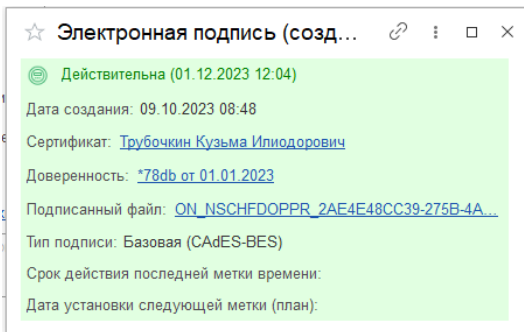 Электронная подпись (созд...
Действительна (01.12.2023 12:04)
Дата создания: 09.10.2023 08:48
Сертификат: Трубочкин Кузьма Илиодорович
Доверенность: *78db от 01.01.2023
Подписанный файл: ON_NSCHFDOPPR_2AE4E48CC39-275B-4A...
Тип подписи: Базовая (CAdES-BES)
Срок действия последней метки времени:
Дата установки следующей метки (план):